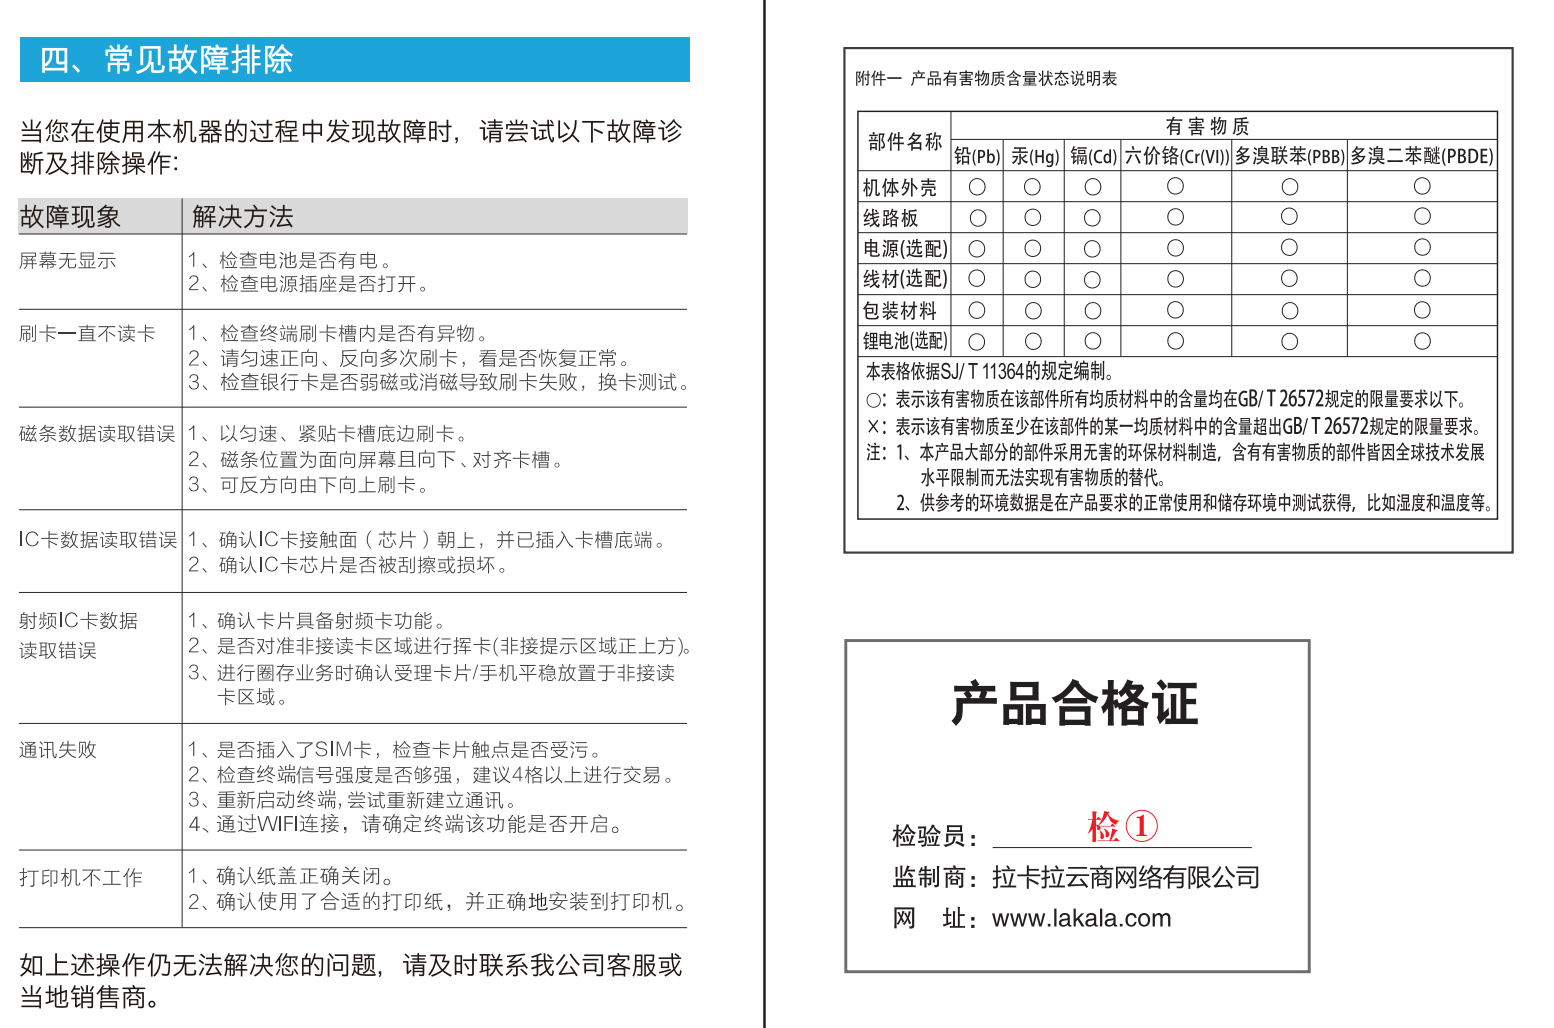 四、常见故障排除
当您在使用本机器的过程中发现故障时，请尝试以下故障诊
断及排除操作:
故障现象 解决方法
屏幕无显示 1、检查电池是否有电。
2、检查电源插座是否打开。
刷卡一直不读卡 1、检查终端刷卡槽内是否有异物。
2、请匀速正向、反向多次刷卡，看是否恢复正常。
3、检查银行卡是否弱磁或消磁导致刷卡失败，换卡测试。
磁条数据读取错误 1、以匀速、紧贴卡槽底边刷卡。
2、磁条位置为面向屏幕且向下、对齐卡槽。
3、可反方向由下向上刷卡。
IC卡数据读取错误 1、确认IC卡接触面（芯片）朝上，并已插入卡槽底端。
2、确认IC卡芯片是否被刮擦或损坏。
射频IC卡数据 1、确认卡片具备射频卡功能。
读取错误 2、是否对准非接读卡区域进行挥卡(非接提示区域正上方)。
3、进行圈存业务时确认受理卡片/手机平稳放置于非接读
卡区域。
通讯失败 1、是否插入了SIM卡，检查卡片触点是否受污。
2、检查终端信号强度是否够强，建议4格以上进行交易。
3、重新启动终端,尝试重新建立通讯。
4、通过WIFI连接，请确定终端该功能是否开启。
打印机不工作 1、确认纸盖正确关闭。
2、确认使用了合适的打印纸，并正确地安装到打印机。
如上述操作仍无法解决您的问题，请及时联系我公司客服或
当地销售商。
附件一 产品有害物质含量状态说明表
部件名称 有害物质
铅(Pb) 汞(Hg) 镉(Cd) 六价铬(Cr(VI)) 多溴联苯(PBB) 多溴二苯醚(PBDE)
机体外壳 ○ ○ ○ ○ ○ ○
线路板 ○ ○ ○ ○ ○ ○
电源(选配) ○ ○ ○ ○ ○ ○
线材(选配) ○ ○ ○ ○ ○ ○
包装材料 ○ ○ ○ ○ ○ ○
锂电池(选配) ○ ○ ○ ○ ○ ○
本表格依据SJ/ T 11364的规定编制。
○：表示该有害物质在该部件所有均质材料中的含量均在GB/ T 26572规定的限量要求以下。
×：表示该有害物质至少在该部件的某一均质材料中的含量超出GB/ T 26572规定的限量要求。
注：1、本产品大部分的部件采用无害的环保材料制造，含有有害物质的部件皆因全球技术发展
水平限制而无法实现有害物质的替代。
2、供参考的环境数据是在产品要求的正常使用和储存环境中测试获得，比如湿度和温度等。
产品合格证
检验员：检①
监制商：拉卡拉云商网络有限公司
网 址：www.lakala.com